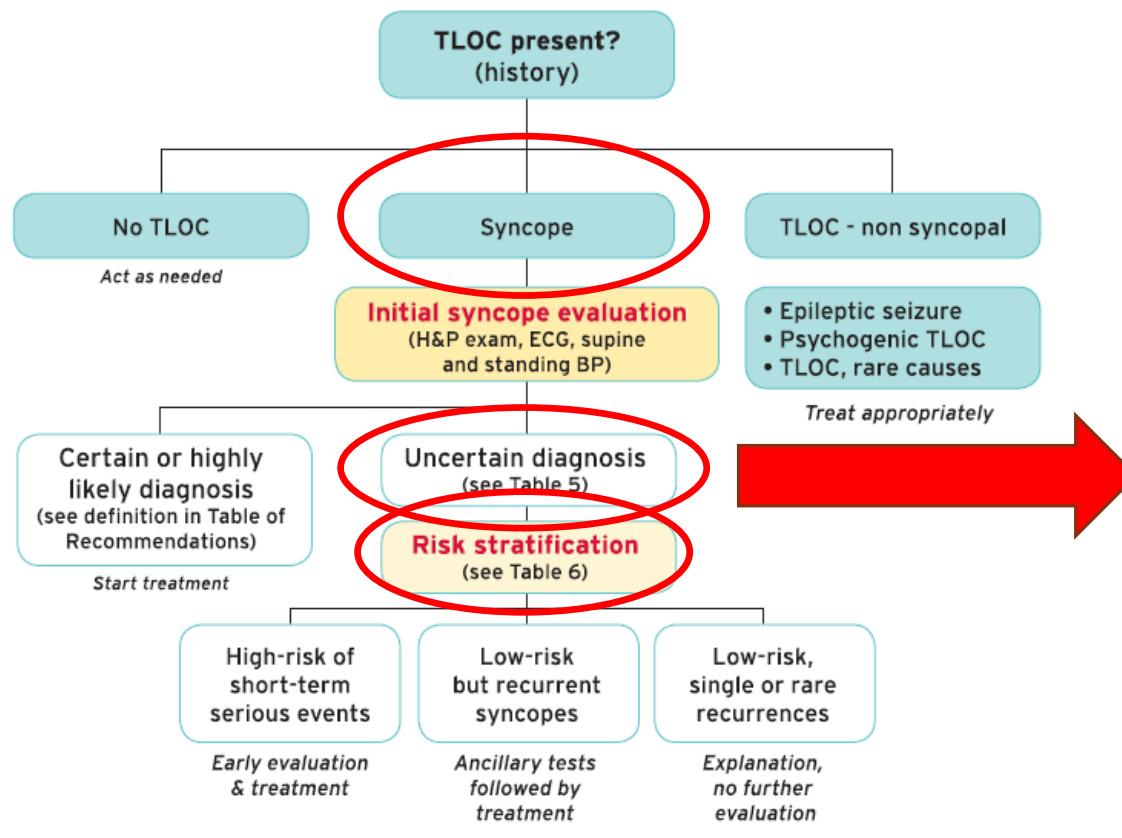 TLOC present?
(history)
No TLOC
Act as needed
Syncope
TLOC - non syncopal
Initial syncope evaluation
(H&P exam, ECG, supine
and standing BP)
• Epileptic seizure
• Psychogenic TLOC
• TLOC, rare causes
Treat appropriately
Certain or highly
likely diagnosis
(see definition in Table of
Recommendations)
Start treatment
Uncertain diagnosis
(see Table 5)
Risk stratification
(see Table 6)
High-risk of
short-term
serious events
Early evaluation
& treatment
Low-risk
but recurrent
syncopes
Ancillary tests
followed by
treatment
Low-risk,
single or rare
recurrences
Explanation,
no further
evaluation